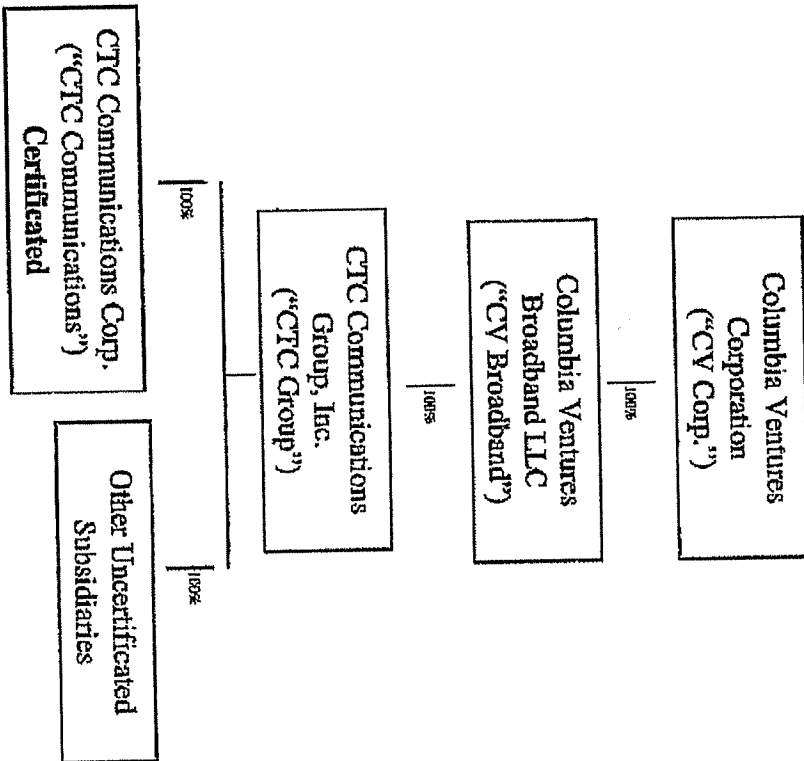 Columbia Ventures
Corporation
("CV Corp.")
100%
Columbia Ventures
Broadband LLC
("CV Broadband")
100%
CTC Communications
Group, Inc.
("CTC Group")
100%
100%
CTC Communications Corp.
("CTC Communications")
Certificated
Other Uncertificated
Subsidiaries